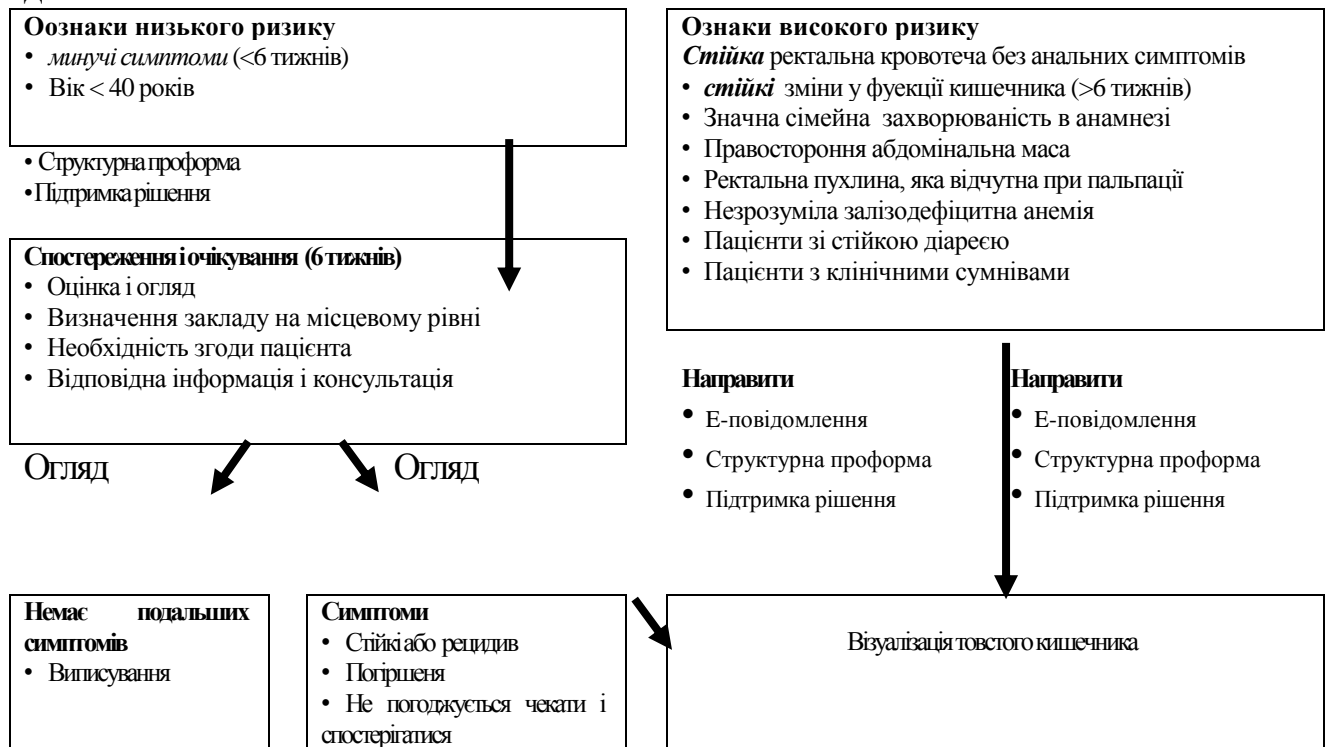 Оознаки низького ризику
• минучі симптоми (<6 тижнів)
• Вік < 40 років
• Структурна проформа
•Підтримка рішення
Спостереження і очікування (6 тижнів)
• Оцінка і огляд
• Визначення закладу на місцевому рівні
• Необхідність згоди пацієнта
• Відповідна інформація і консультація
Огляд
Огляд
Немає подальших
симптомів
• Виписування
Симптоми
• Стійкі або рецидив
• Погіршеня
• Не погоджується чекати і
спостерігатися
Ознаки високого ризику
Стійка ректальна кровотеча без анальних симптомів
• стійкі зміни у фуекції кишечника (>6 тижнів)
• Значна сімейна захворюваність в анамнезі
• Правостороння абдомінальна маса
• Ректальна пухлина, яка відчутна при пальпації
• Незрозуміла залізодефіцитна анемія
• Пацієнти зі стійкою діареєю
• Пацієнти з клінічними сумнівами
Направити
• Е-повідомлення
• Структурна проформа
• Підтримка рішення
Направити
• Е-повідомлення
• Структурна проформа
• Підтримка рішення
Візуалізація товстого кишечника